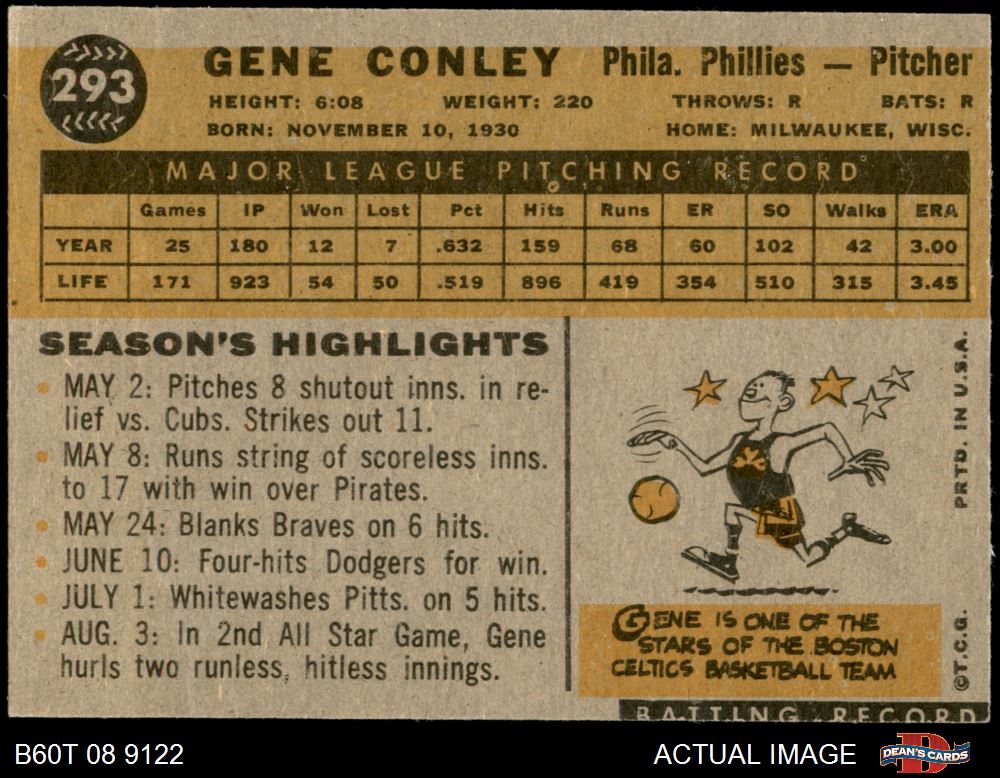 293
GENE CONLEY Phila. Phillies — Pitcher
HEIGHT: 6:08 WEIGHT: 220 THROWS: R BATS: R
BORN: NOVEMBER 10, 1930 HOME: MILWAUKEE, WISC.
MAJOR LEAGUE PITCHING RECORD
Games IP Won Lost Pct Hits Runs ER SO Walks ERA
YEAR 25 180 12 7 .632 159 68 60 102 42 3.00
LIFE 171 923 54 50 .519 896 419 354 510 315 3.45
SEASON'S HIGHLIGHTS
• MAY 2: Pitches 8 shutout inns. in re-
lief vs. Cubs. Strikes out 11.
• MAY 8: Runs string of scoreless inns.
to 17 with win over Pirates.
• MAY 24: Blanks Braves on 6 hits.
• JUNE 10: Four-hits Dodgers for win.
• JULY 1: Whitewashes Pitts. on 5 hits.
• AUG. 3: In 2nd All Star Game, Gene
hurls two runless, hitless innings.
GENE IS ONE OF THE
STARS OF THE BOSTON
CELTICS BASKETBALL TEAM
©T.C.G. PRTD. IN U.S.A.
BATTING RECORD
B60T 08 9122 ACTUAL IMAGE DEAN'S CARDS